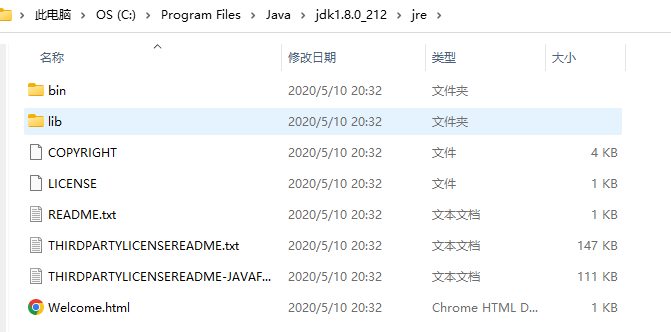 此电脑 > OS (C:) > Program Files > Java > jdk1.8.0_212 > jre >
名称 修改日期 类型 大小
bin 2020/5/10 20:32 文件夹
lib 2020/5/10 20:32 文件夹
COPYRIGHT 2020/5/10 20:32 文件 4 KB
LICENSE 2020/5/10 20:32 文件 1 KB
README.txt 2020/5/10 20:32 文本文档 1 KB
THIRDPARTYLICENSEREADME.txt 2020/5/10 20:32 文本文档 147 KB
THIRDPARTYLICENSEREADME-JAVAF... 2020/5/10 20:32 文本文档 111 KB
Welcome.html 2020/5/10 20:32 Chrome HTML D... 1 KB